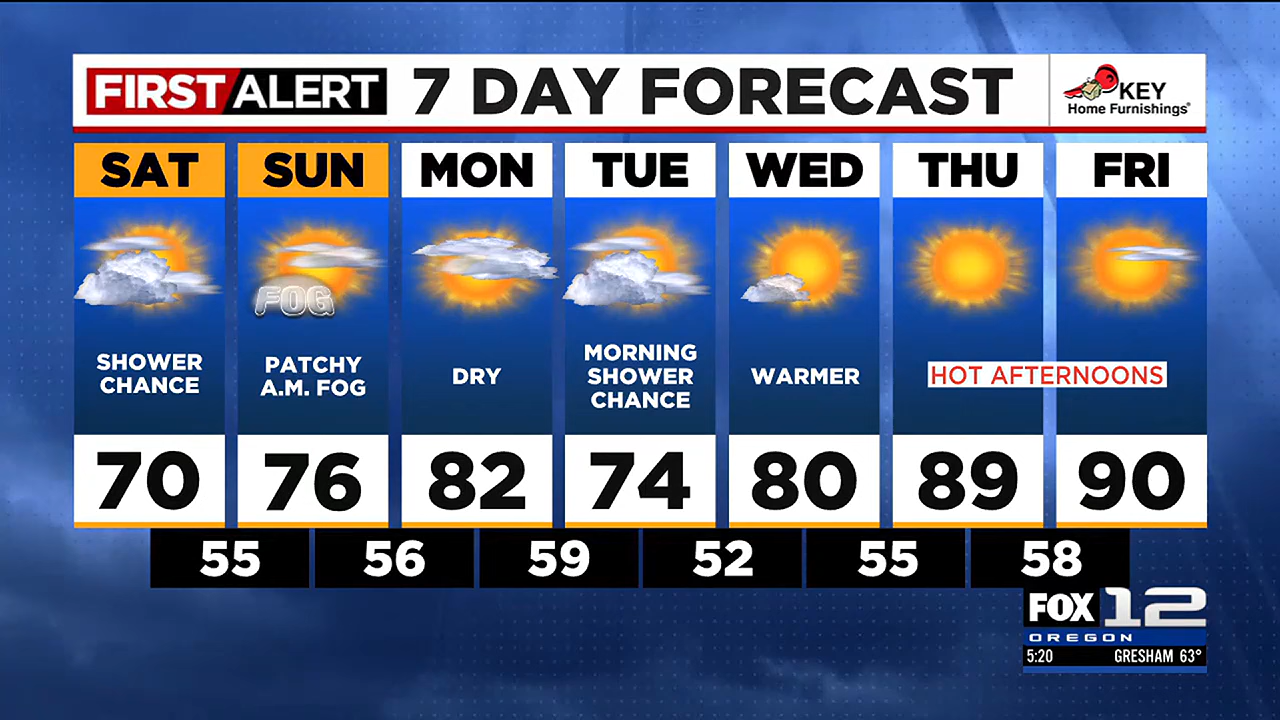 FIRST ALERT 7 DAY FORECAST
KEY
Home Furnishings®
SAT SUN MON TUE WED THU FRI
FOG
SHOWER
CHANCE
PATCHY
A.M. FOG
DRY
MORNING
SHOWER
CHANCE
WARMER
HOT AFTERNOONS
70 76 82 74 80 89 90
55 56 59 52 55 58
FOX 12
OREGON
5:20 GRESHAM 63°